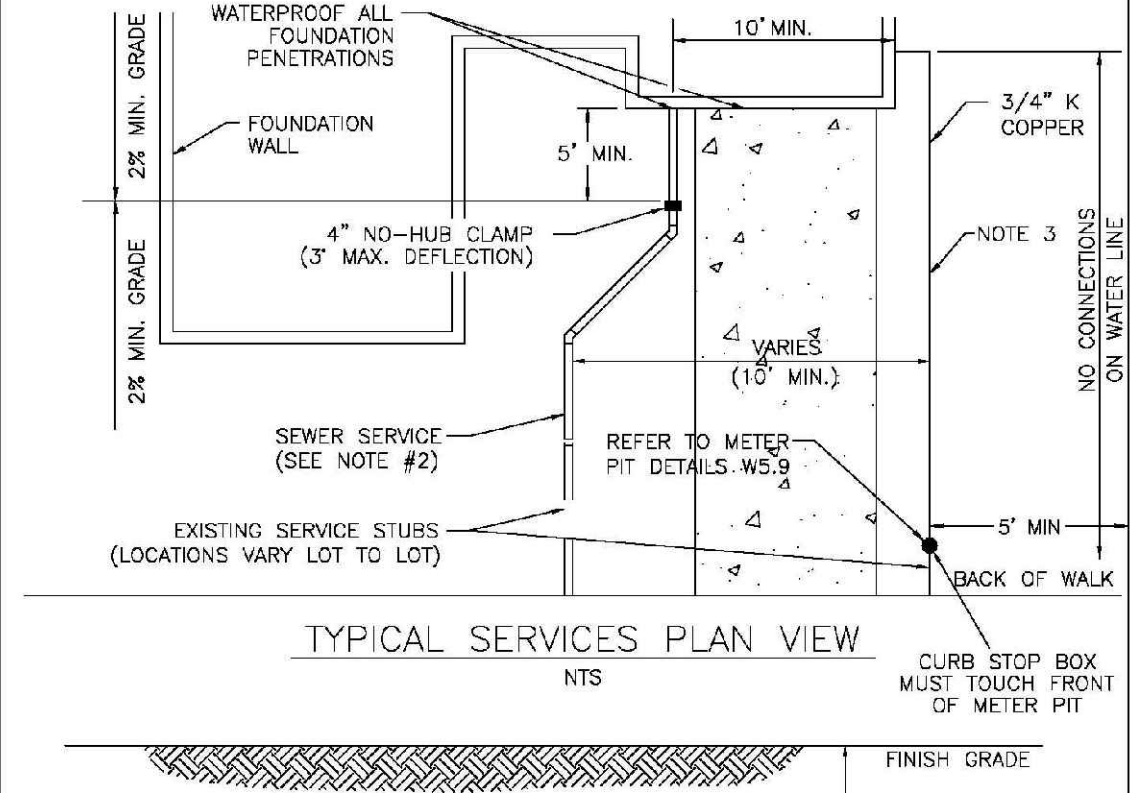 WATERPROOF ALL
FOUNDATION
PENETRATIONS
10' MIN.
2% MIN. GRADE
FOUNDATION
WALL
3/4" K
COPPER
5' MIN.
4" NO-HUB CLAMP
(3° MAX. DEFLECTION)
NOTE 3
NO CONNECTIONS
ON WATER LINE
2% MIN. GRADE
VARIES
(10' MIN.)
SEWER SERVICE
(SEE NOTE #2)
REFER TO METER
PIT DETAILS W5.9
EXISTING SERVICE STUBS
(LOCATIONS VARY LOT TO LOT)
5' MIN
BACK OF WALK
TYPICAL SERVICES PLAN VIEW
NTS
CURB STOP BOX
MUST TOUCH FRONT
OF METER PIT
FINISH GRADE